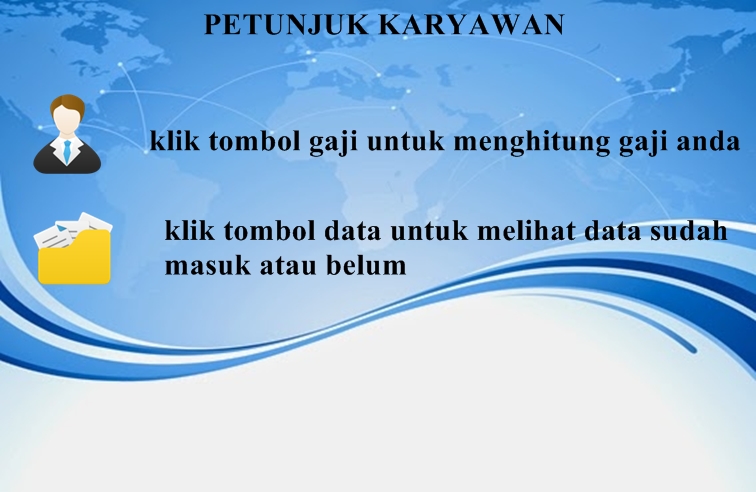 PETUNJUK KARYAWAN
klik tombol gaji untuk menghitung gaji anda
klik tombol data untuk melihat data sudah
masuk atau belum